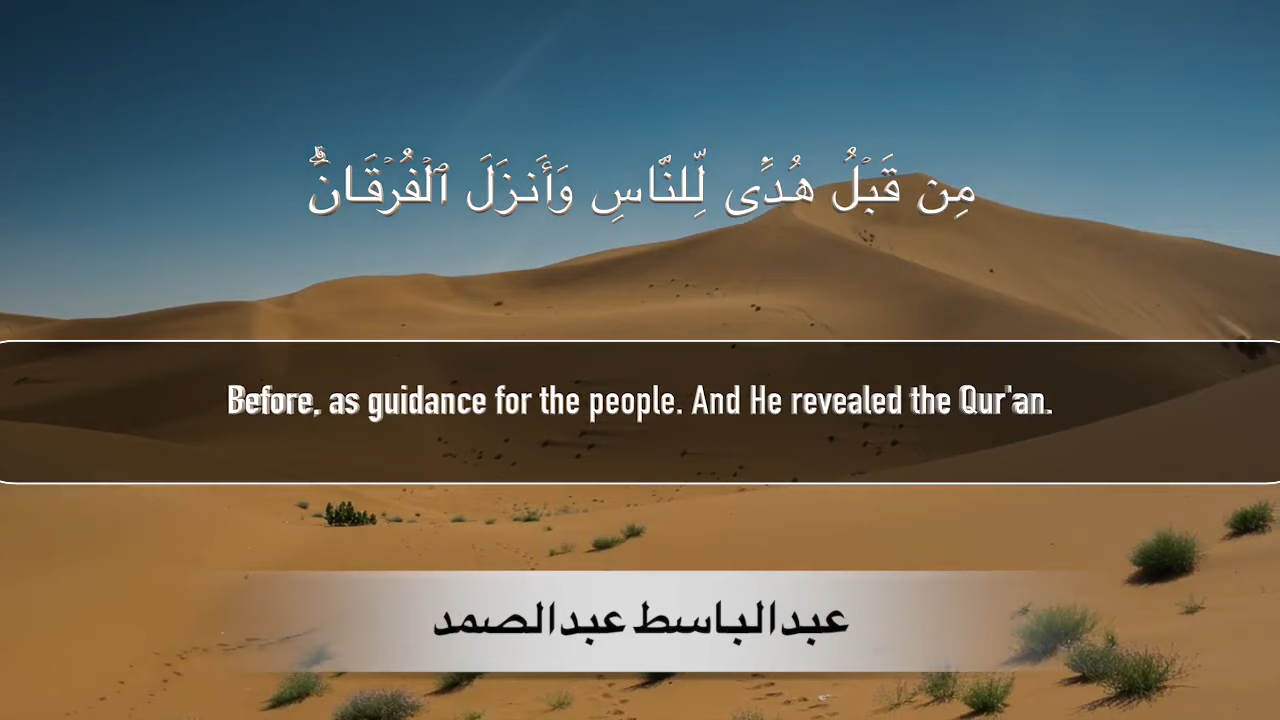 مِن قَبْلُ هُدًۭى لِّلنَّاسِ وَأَنزَلَ ٱلْفُرْقَانَ ۗ
Before, as guidance for the people. And He revealed the Qur'an.
عبدالباسط عبدالصمد